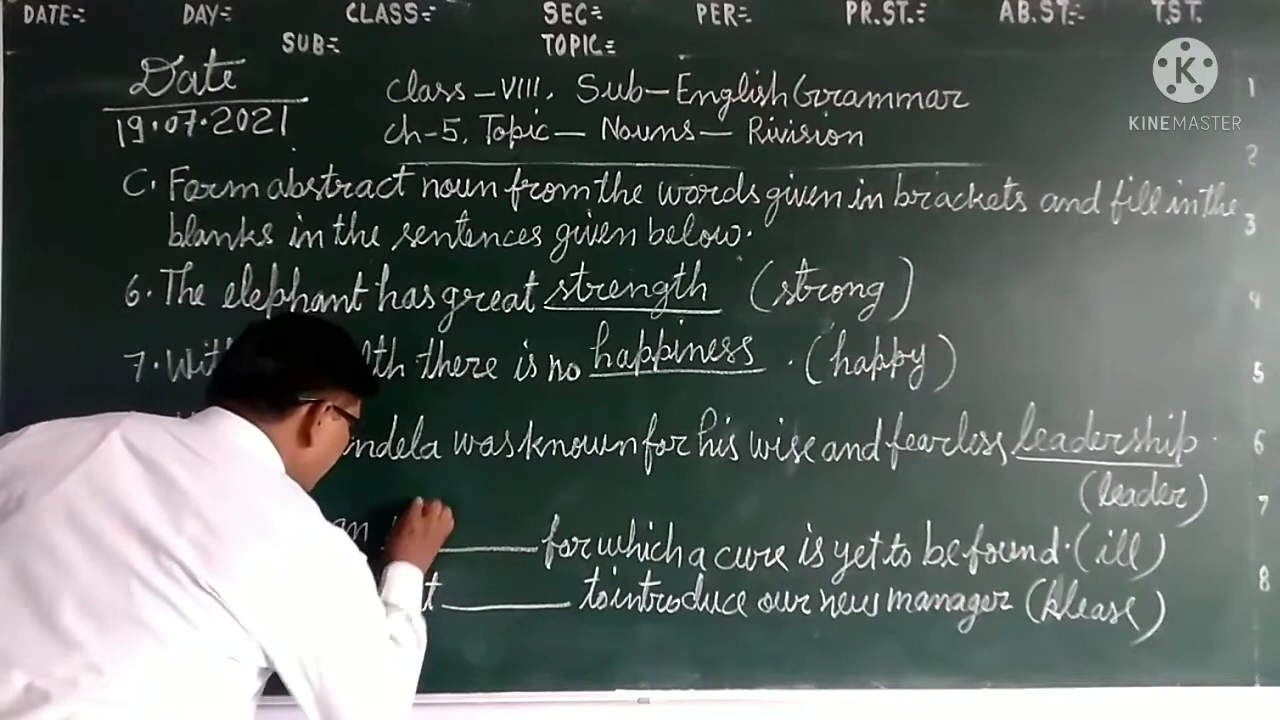 DATE= DAY= CLASS= SEC= PER= PR.ST.= AB.ST= T.ST.
SUB= TOPIC=
Date
19.07.2021
Class-VIII. Sub-English Grammar
Ch-5. Topic- Nouns- Rivision
KINEMASTER
C. Form abstract noun from the words given in brackets and fill in the
blanks in the sentences given below.
6. The elephant has great strength (strong)
7. lth there is no happiness . (happy)
ndela was known for his wise and fearless leadership.
(leader)
an for which a cure is yet to be found. (ill)
t to introduce our new manager (please)
1
2
3
4
5
6
7
8